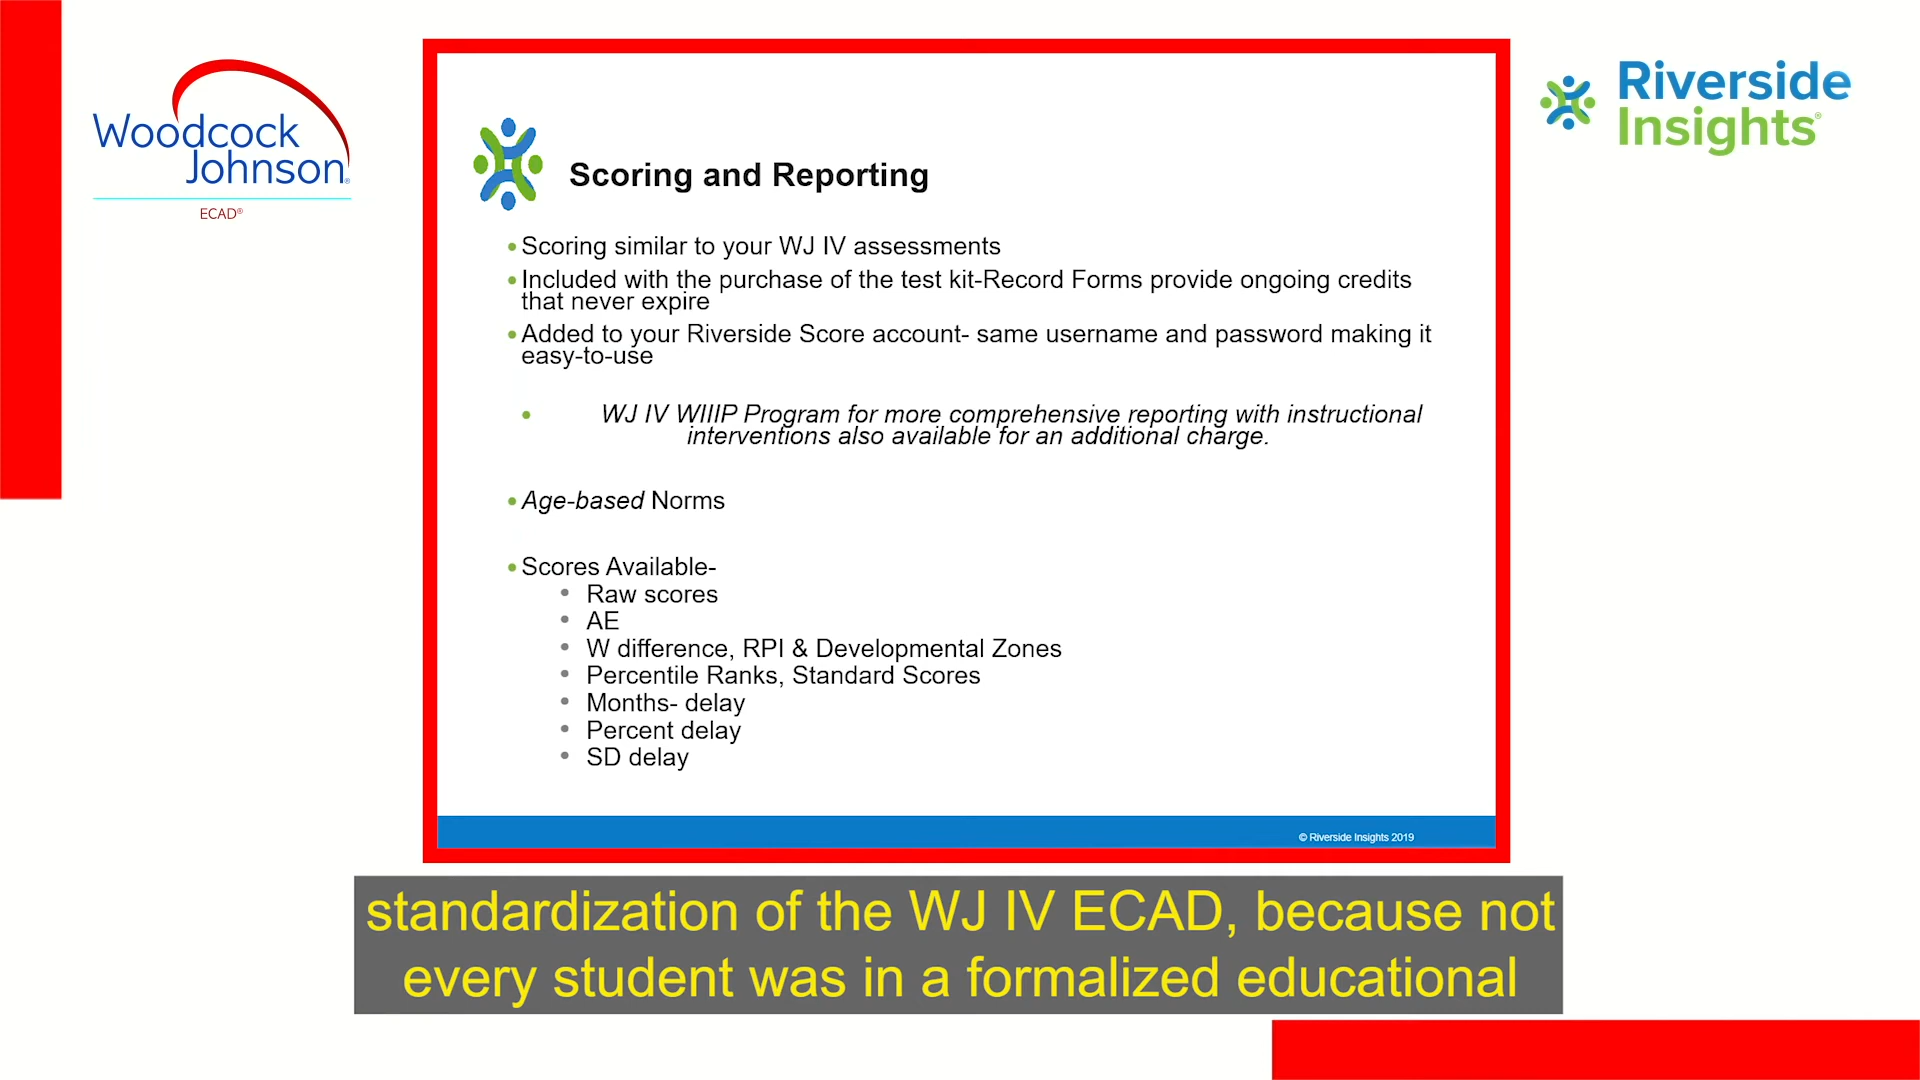 Woodcock
Johnson®
ECAD®
Riverside
Insights®
Scoring and Reporting
• Scoring similar to your WJ IV assessments
• Included with the purchase of the test kit-Record Forms provide ongoing credits
that never expire
• Added to your Riverside Score account- same username and password making it
easy-to-use
• WJ IV WIIIP Program for more comprehensive reporting with instructional
interventions also available for an additional charge.
• Age-based Norms
• Scores Available-
• Raw scores
• AE
• W difference, RPI & Developmental Zones
• Percentile Ranks, Standard Scores
• Months- delay
• Percent delay
• SD delay
© Riverside Insights 2019
standardization of the WJ IV ECAD, because not
every student was in a formalized educational